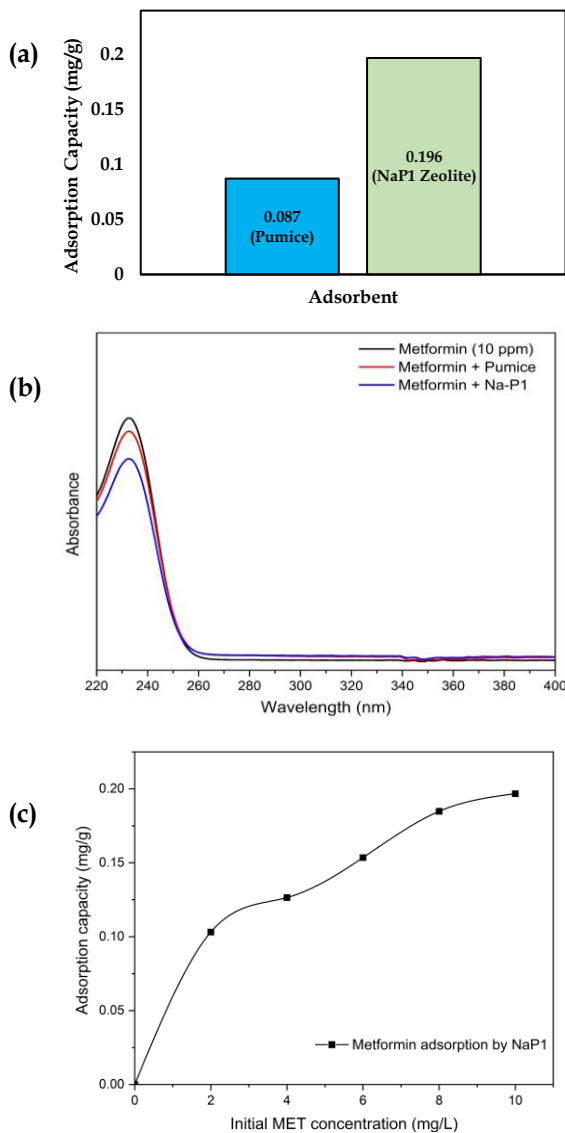 (a)
Adsorption Capacity (mg/g)
0.2
0.15
0.1
0.05
0
0.087
(Pumice)
0.196
(NaP1 Zeolite)
Adsorbent
(b)
Absorbance
Metformin (10 ppm)
Metformin + Pumice
Metformin + Na-P1
220 240 260 280 300 320 340 360 380 400
Wavelength (nm)
(c)
Adsorption capacity (mg/g)
0.20
0.15
0.10
0.05
0.00
Metformin adsorption by NaP1
0 2 4 6 8 10
Initial MET concentration (mg/L)